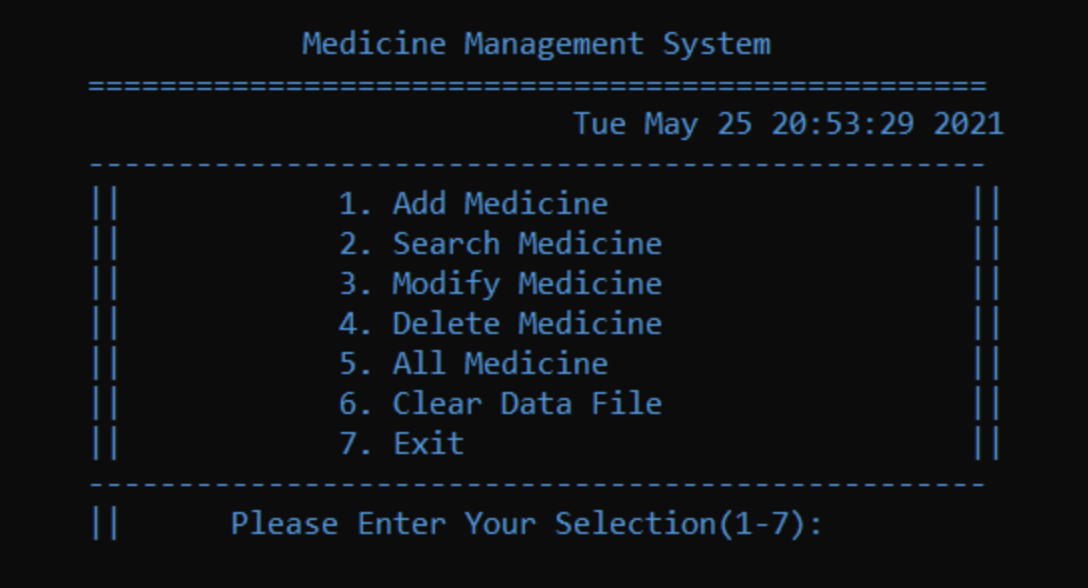 Medicine Management System
==================================================
Tue May 25 20:53:29 2021
--------------------------------------------------
|| 1. Add Medicine ||
|| 2. Search Medicine ||
|| 3. Modify Medicine ||
|| 4. Delete Medicine ||
|| 5. All Medicine ||
|| 6. Clear Data File ||
|| 7. Exit ||
--------------------------------------------------
|| Please Enter Your Selection(1-7):